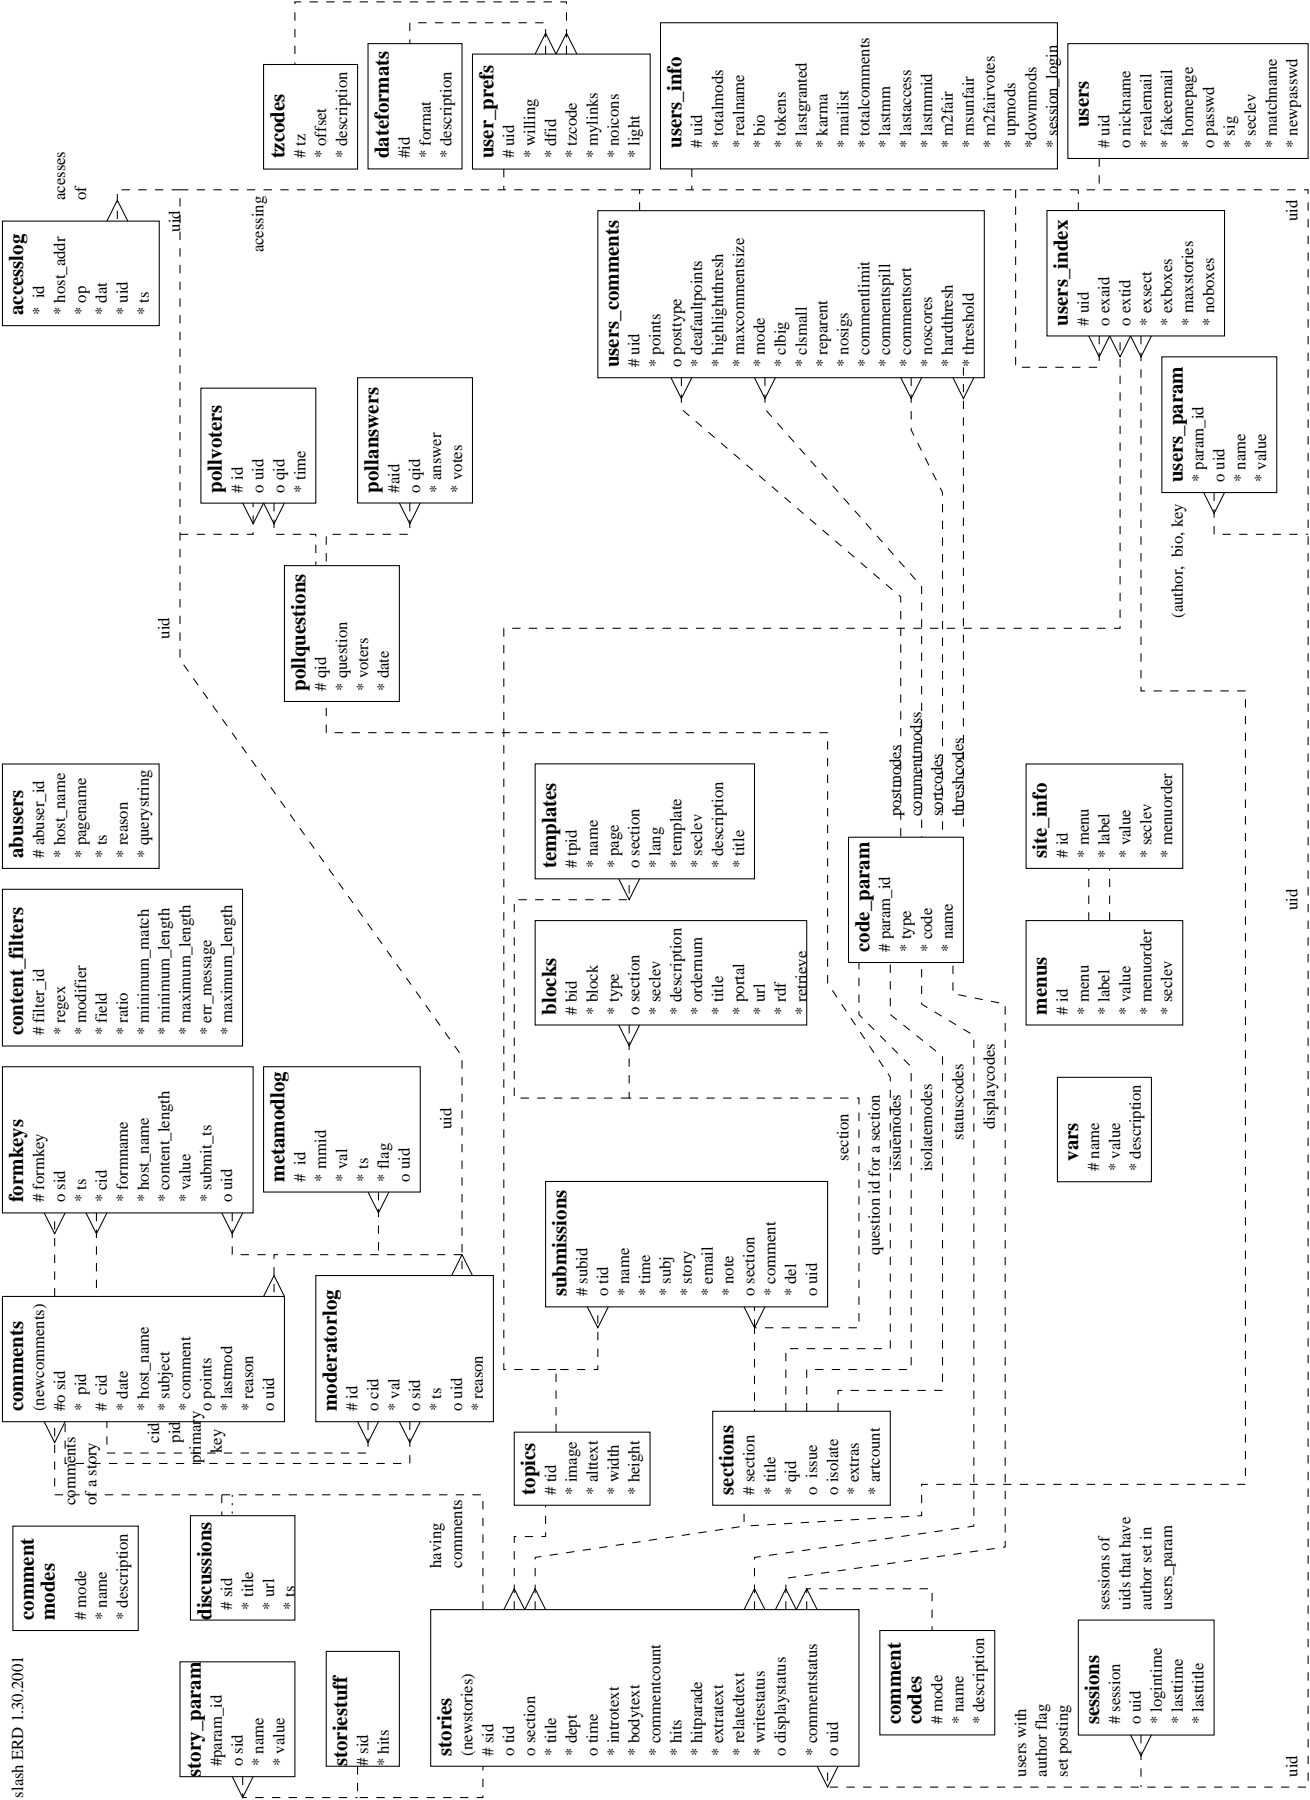 slash ERD 1.30.2001
comment
modes
# mode
* name
* description
comments
(newcomments)
#o sid
* pid
# cid
* date
* host_name
* subject
* comment
o points
* lastmod
* reason
o uid
formkeys
# formkey
o sid
* ts
* cid
* formname
* host_name
* content_length
* value
* submit_ts
o uid
content_filters
# filter_id
* regex
* modifier
* field
* ratio
* minimum_match
* minimum_length
* maximum_length
* err_message
* maximum_length
abusers
# abuser_id
* host_name
* pagename
* ts
* reason
* querystring
accesslog
* id
* host_addr
* op
* dat
* uid
* ts
acesses
of
uid
acessing
comments
of a story
cid
pid
primary
key
story_param
#param_id
o sid
* name
* value
discussions
# sid
* title
* url
* ts
storiestuff
# sid
* hits
moderatorlog
# id
o cid
* val
o sid
* ts
o uid
* reason
metamodlog
# id
* mmid
* val
* ts
* flag
o uid
uid
uid
pollquestions
# qid
* question
* voters
* date
pollvoters
# id
o uid
o qid
* time
pollanswers
#aid
o qid
* answer
* votes
tzcodes
# tz
* offset
* description
dateformats
#id
* format
* description
user_prefs
# uid
* willing
* dfid
* tzcode
* mylinks
* noicons
* light
having
comments
stories
(newstories)
# sid
o tid
o section
* title
* dept
o time
* introtext
* bodytext
* commentcount
* hits
* hitparade
* extratext
* relatedtext
* writestatus
o displaystatus
* commentstatus
o uid
topics
# tid
* image
* alttext
* width
* height
submissions
# subid
o tid
* name
* time
* subj
* story
* email
* note
o section
* comment
* del
o uid
blocks
# bid
* block
* type
o section
* seclev
* description
* ordernum
* title
* portal
* url
* rdf
* retrieve
templates
# tpid
* name
* page
o section
* lang
* template
* seclev
* description
* title
users_comments
# uid
* points
o posttype
* deafaultpoints
* highlightthresh
* maxcommentsize
* mode
* clbig
* clsmall
* reparent
* nosigs
* commentlimit
* commentspill
* commentsort
* noscores
* hardthresh
* threshold
users_info
# uid
* totalmods
* realname
* bio
* tokens
* lastgranted
* karma
* mailist
* totalcomments
* lastmm
* lastaccess
* lastmmid
* m2fair
* msunfair
* m2fairvotes
* upmods
*downmods
* session_login
sections
# section
* title
* qid
o issue
o isolate
* extras
* artcount
section
question id for a section
issuemodes
isolatemodes
statuscodes
displaycodes
code_param
# param_id
* type
* code
* name
postmodes
commentmodss
sortcodes
threshcodes
comment
codes
# mode
* name
* description
users with
author flag
set posting
sessions
# session
o uid
* logintime
* lasttime
* lasttitle
sessions of
uids that have
author set in
users_param
vars
# name
* value
* description
menus
# id
* menu
* label
* value
* menuorder
* seclev
site_info
# id
* menu
* label
* value
* seclev
* menuorder
users_index
# uid
o exaid
o extid
* exsect
* exboxes
* maxstories
* noboxes
users_param
* param_id
o uid
* name
* value
(author, bio, key
users
# uid
o nickname
* realemail
* fakeemail
* homepage
o passwd
* sig
* seclev
* matchname
* newpasswd
uid
uid
uid